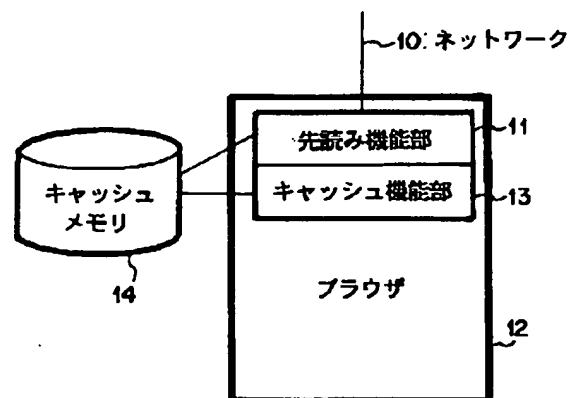 10:ネットワーク
先読み機能部
11
キャッシュ機能部
13
キャッシュ
メモリ
14
ブラウザ
12